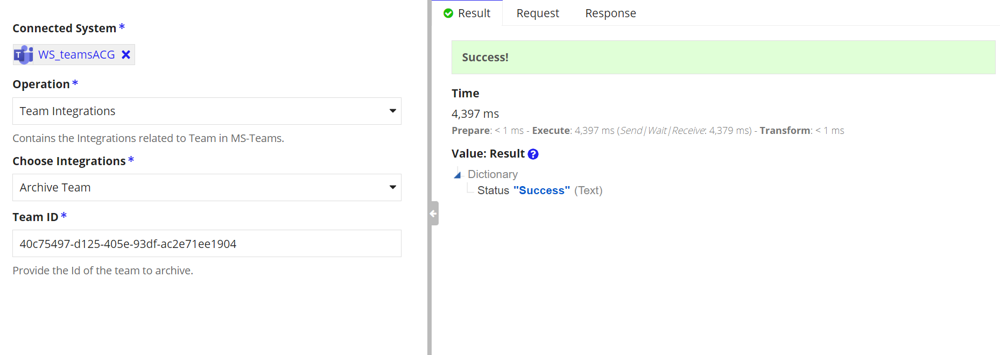 Connected System *
WS_teamsACG
Operation *
Team Integrations
Contains the Integrations related to Team in MS-Teams.
Choose Integrations *
Archive Team
Team ID *
40c75497-d125-405e-93df-ac2e71ee1904
Provide the Id of the team to archive.
Result Request Response
Success!
Time
4,397 ms
Prepare: < 1 ms - Execute: 4,397 ms (Send|Wait|Receive: 4,379 ms) - Transform: < 1 ms
Value: Result ?
Dictionary
Status "Success" (Text)